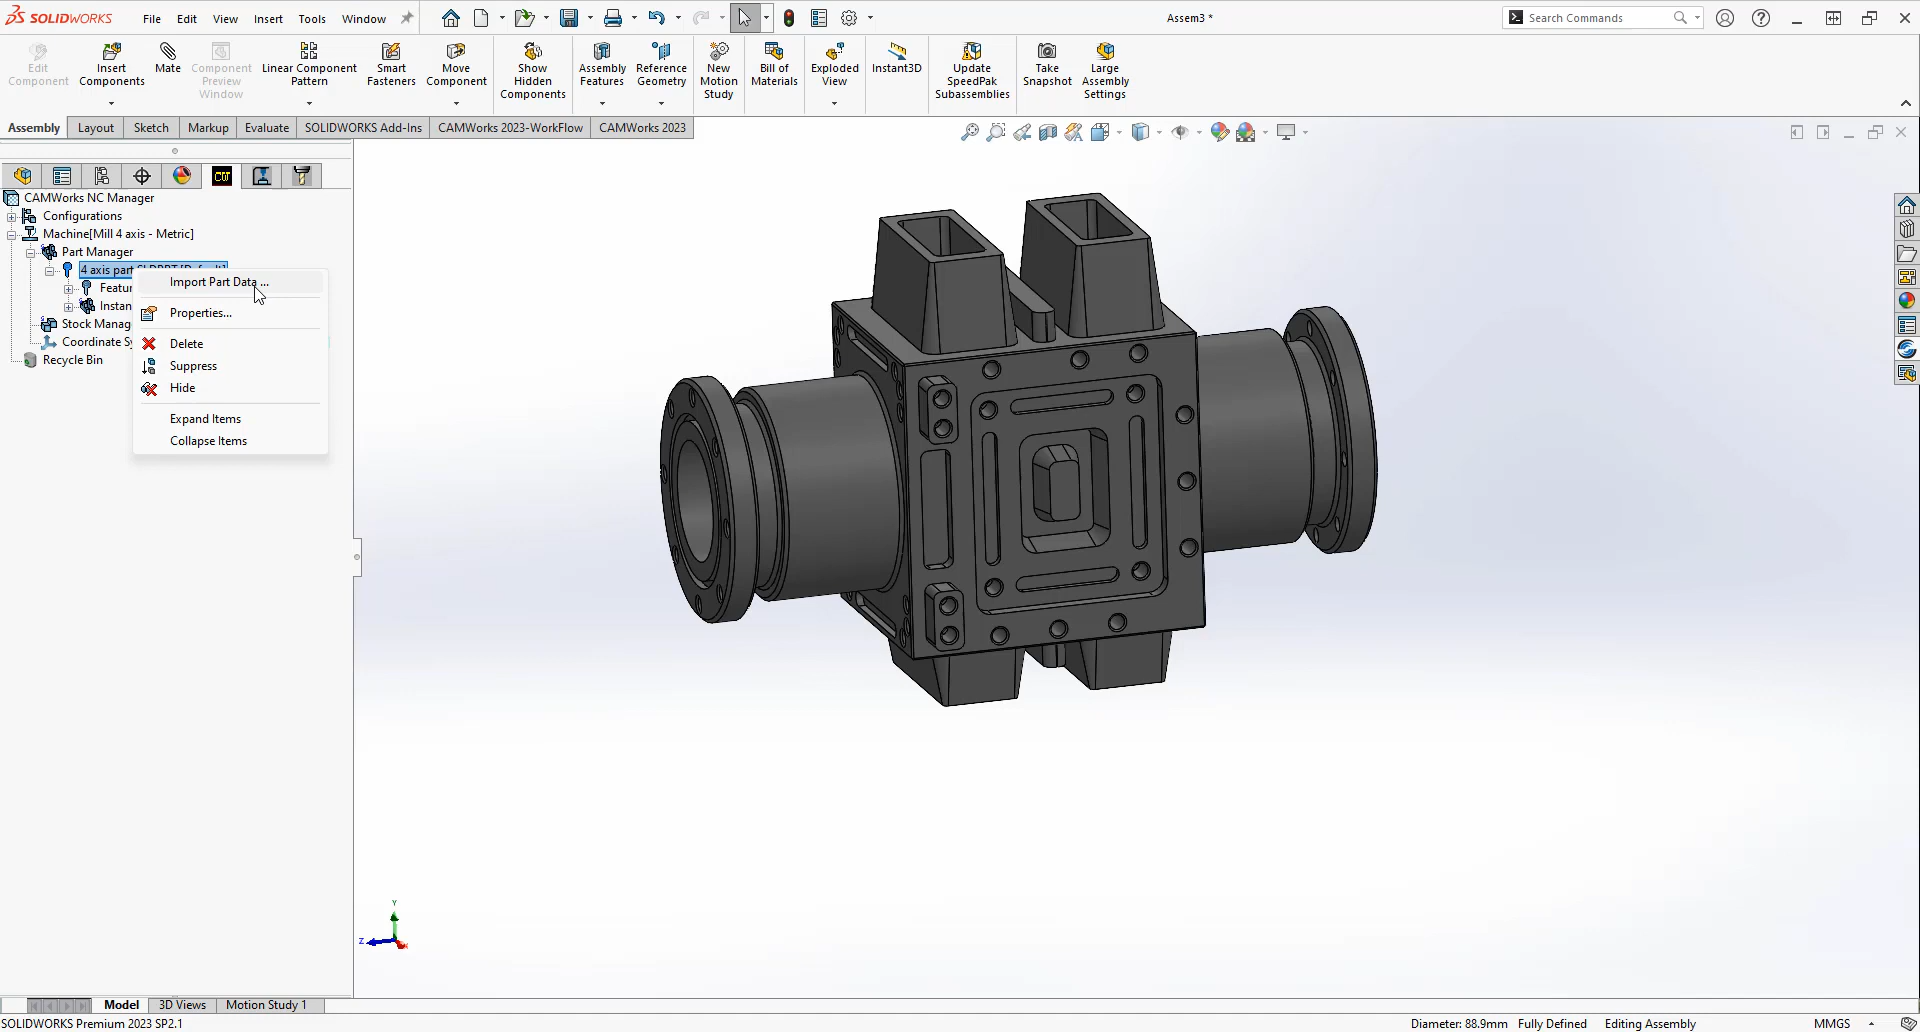 SOLIDWORKS File Edit View Insert Tools Window Assem3 * Search Commands
Edit Component
Insert Components
Mate
Component Preview Window
Linear Component Pattern
Smart Fasteners
Move Component
Show Hidden Components
Assembly Features
Reference Geometry
New Motion Study
Bill of Materials
Exploded View
Instant3D
Update SpeedPak Subassemblies
Take Snapshot
Large Assembly Settings
Assembly Layout Sketch Markup Evaluate SOLIDWORKS Add-Ins CAMWorks 2023-WorkFlow CAMWorks 2023
CW
CAMWorks NC Manager
Configurations
Machine[Mill 4 axis - Metric]
Part Manager
4 axis part.SLDPRT [Default]
Featu
Instan
Stock Manag
Coordinate Sy
Recycle Bin
Import Part Data ...
Properties...
Delete
Suppress
Hide
Expand Items
Collapse Items
Y
Z
Model 3D Views Motion Study 1
SOLIDWORKS Premium 2023 SP2.1 Diameter: 88.9mm Fully Defined Editing Assembly MMGS